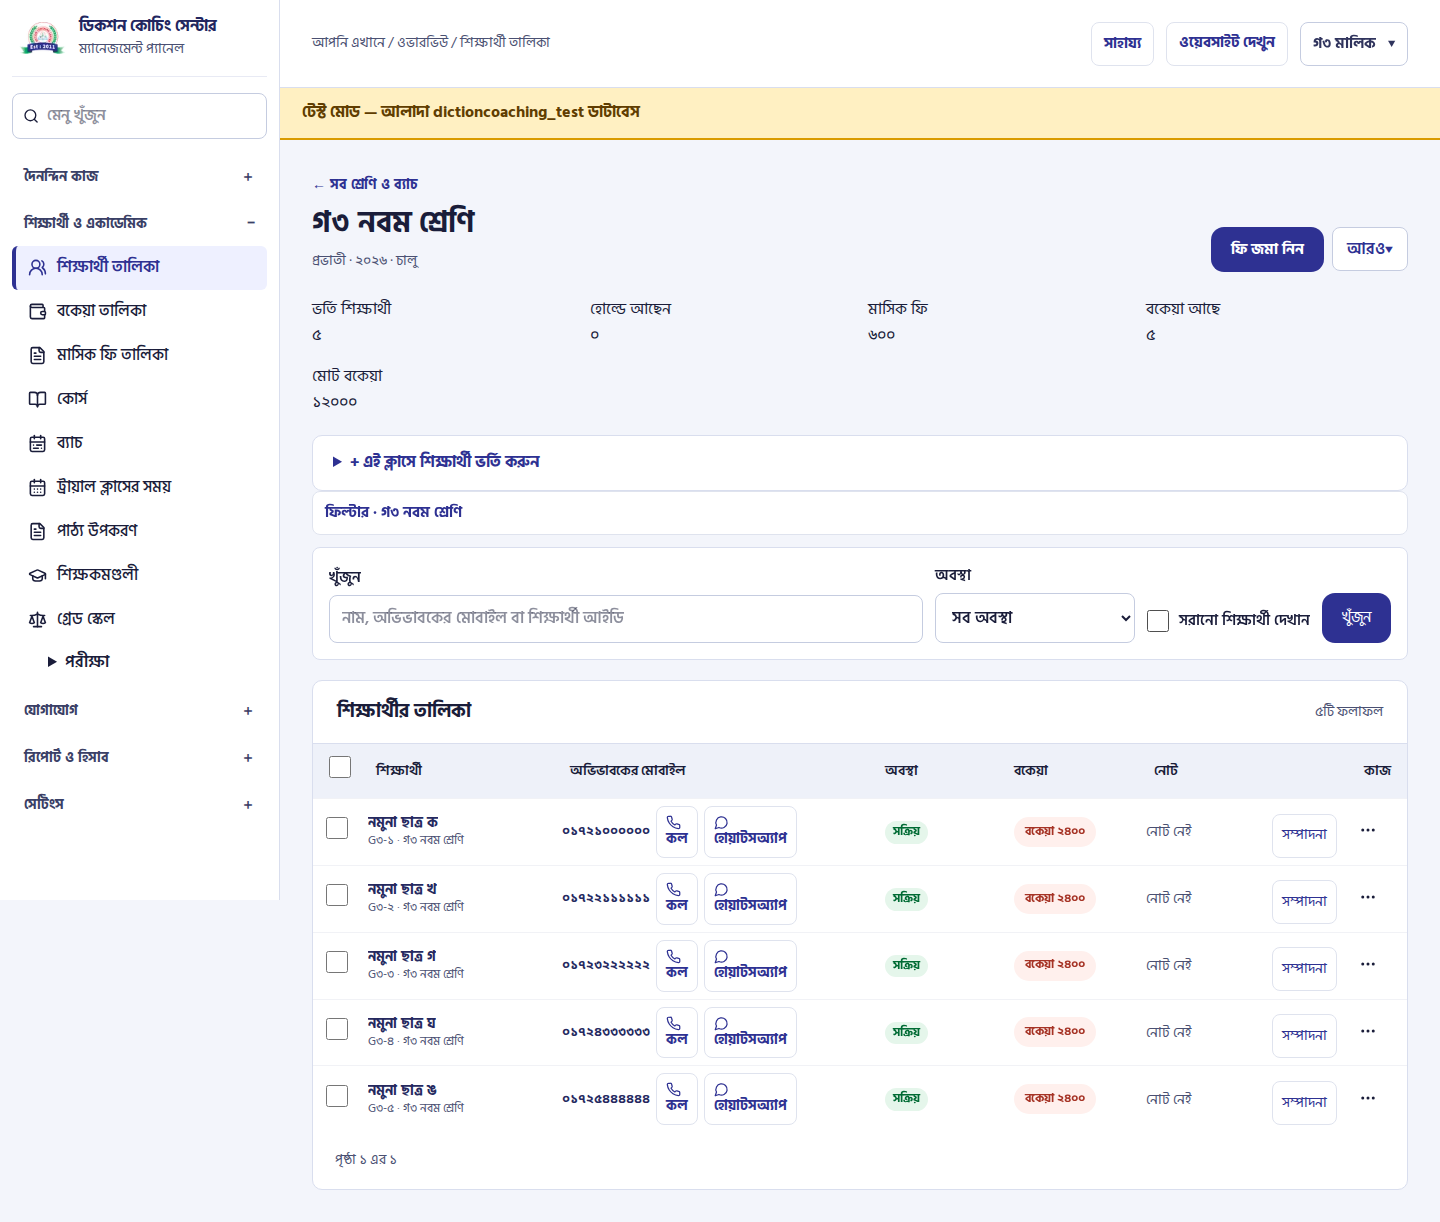 ডিকশন কোচিং সেন্টার
ম্যানেজমেন্ট প্যানেল
Est : 2011
মেনু খুঁজুন
দৈনন্দিন কাজ +
শিক্ষার্থী ও একাডেমিক −
শিক্ষার্থী তালিকা
বকেয়া তালিকা
মাসিক ফি তালিকা
কোর্স
ব্যাচ
ট্রায়াল ক্লাসের সময়
পাঠ্য উপকরণ
শিক্ষকমণ্ডলী
গ্রেড স্কেল
পরীক্ষা
যোগাযোগ +
রিপোর্ট ও হিসাব +
সেটিংস +
আপনি এখানে / ওভারভিউ / শিক্ষার্থী তালিকা
সাহায্য
ওয়েবসাইট দেখুন
গ৩ মালিক
টেস্ট মোড — আলাদা dictioncoaching_test ডাটাবেস
← সব শ্রেণি ও ব্যাচ
গ৩ নবম শ্রেণি
প্রভাতী · ২০২৬ · চালু
ফি জমা নিন
আরও▾
ভর্তি শিক্ষার্থী
৫
হোল্ডে আছেন
০
মাসিক ফি
৬০০
বকেয়া আছে
৫
মোট বকেয়া
১২০০০
+ এই ক্লাসে শিক্ষার্থী ভর্তি করুন
ফিল্টার · গ৩ নবম শ্রেণি
খুঁজুন
নাম, অভিভাবকের মোবাইল বা শিক্ষার্থী আইডি
অবস্থা
সব অবস্থা
সরানো শিক্ষার্থী দেখান
খুঁজুন
শিক্ষার্থীর তালিকা
৫টি ফলাফল
শিক্ষার্থী অভিভাবকের মোবাইল অবস্থা বকেয়া নোট কাজ
নমুনা ছাত্র ক
G৩-১ · গ৩ নবম শ্রেণি
০১৭২১০০০০০০ কল হোয়াটসঅ্যাপ সক্রিয় বকেয়া ২৪০০ নোট নেই সম্পাদনা ···
নমুনা ছাত্র খ
G৩-২ · গ৩ নবম শ্রেণি
০১৭২২১১১১১১ কল হোয়াটসঅ্যাপ সক্রিয় বকেয়া ২৪০০ নোট নেই সম্পাদনা ···
নমুনা ছাত্র গ
G৩-৩ · গ৩ নবম শ্রেণি
০১৭২৩২২২২২২ কল হোয়াটসঅ্যাপ সক্রিয় বকেয়া ২৪০০ নোট নেই সম্পাদনা ···
নমুনা ছাত্র ঘ
G৩-৪ · গ৩ নবম শ্রেণি
০১৭২৪৩৩৩৩৩৩ কল হোয়াটসঅ্যাপ সক্রিয় বকেয়া ২৪০০ নোট নেই সম্পাদনা ···
নমুনা ছাত্র ঙ
G৩-৫ · গ৩ নবম শ্রেণি
০১৭২৫৪৪৪৪৪৪ কল হোয়াটসঅ্যাপ সক্রিয় বকেয়া ২৪০০ নোট নেই সম্পাদনা ···
পৃষ্ঠা ১ এর ১